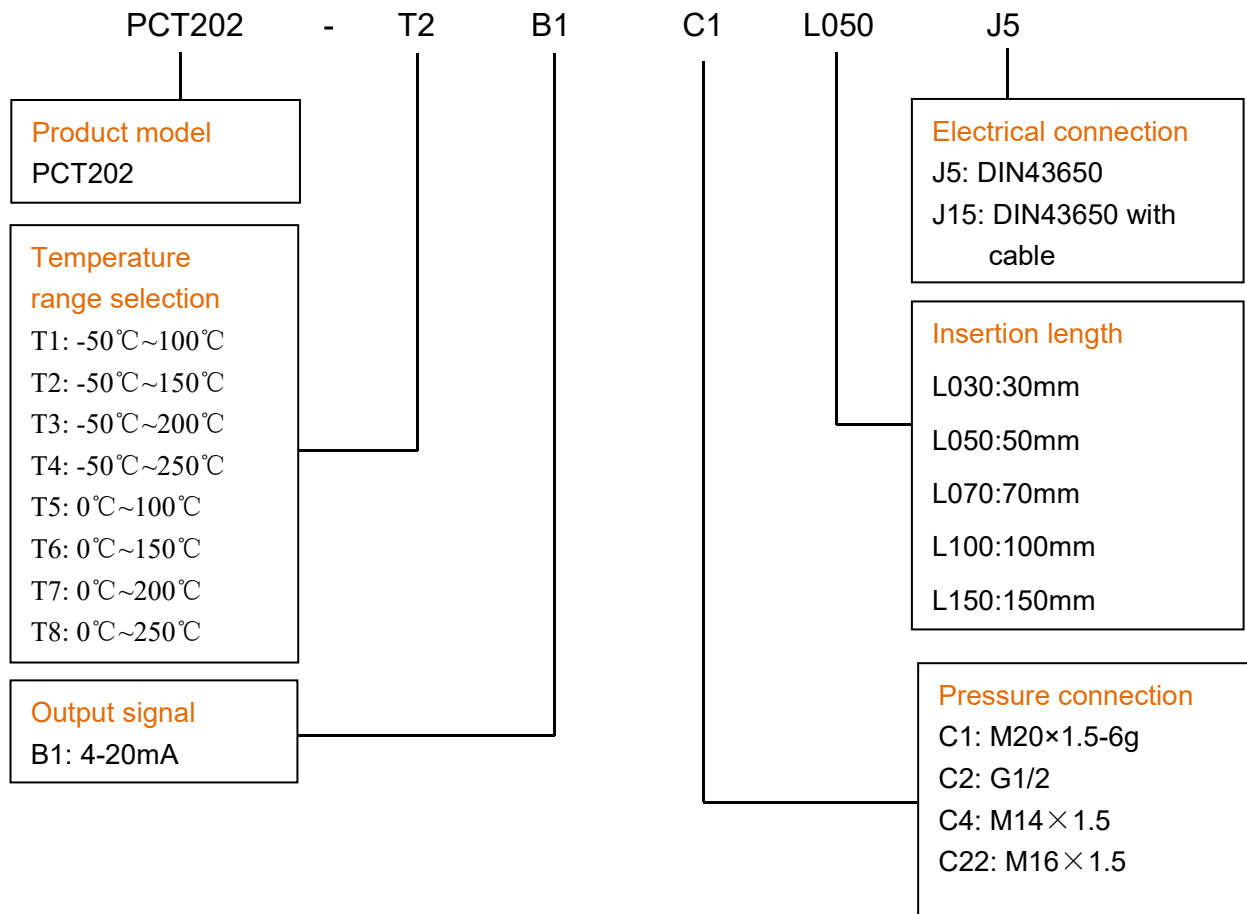 PCT202 - T2 B1 C1 L050 J5
Product model
PCT202
Temperature
range selection
T1: -50℃~100℃
T2: -50℃~150℃
T3: -50℃~200℃
T4: -50℃~250℃
T5: 0℃~100℃
T6: 0℃~150℃
T7: 0℃~200℃
T8: 0℃~250℃
Output signal
B1: 4-20mA
Electrical connection
J5: DIN43650
J15: DIN43650 with
cable
Insertion length
L030:30mm
L050:50mm
L070:70mm
L100:100mm
L150:150mm
Pressure connection
C1: M20×1.5-6g
C2: G1/2
C4: M14×1.5
C22: M16×1.5